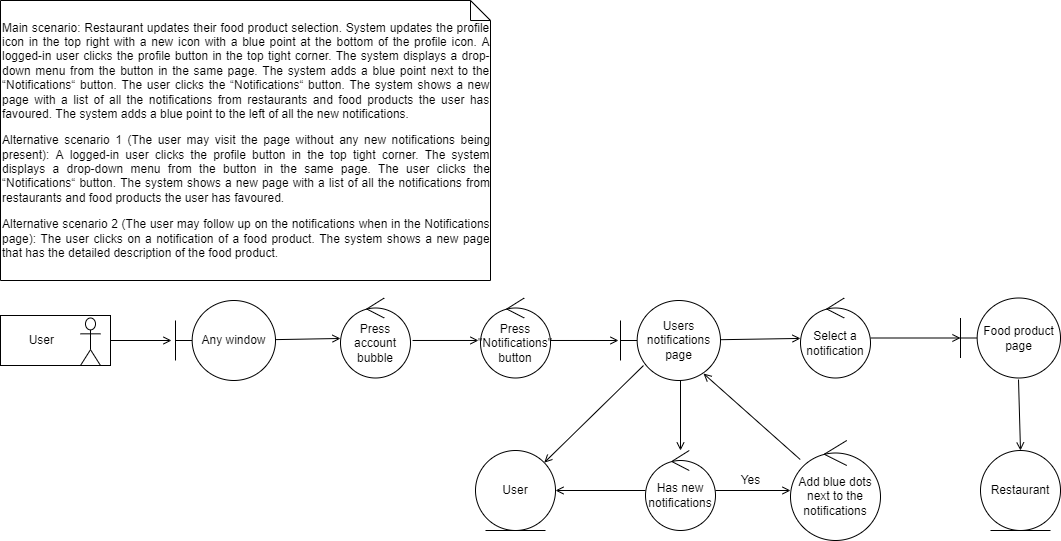 Main scenario: Restaurant updates their food product selection. System updates the profile
icon in the top right with a new icon with a blue point at the bottom of the profile icon. A
logged-in user clicks the profile button in the top tight corner. The system displays a drop-
down menu from the button in the same page. The system adds a blue point next to the
“Notifications“ button. The user clicks the “Notifications“ button. The system shows a new
page with a list of all the notifications from restaurants and food products the user has
favoured. The system adds a blue point to the left of all the new notifications.
Alternative scenario 1 (The user may visit the page without any new notifications being
present): A logged-in user clicks the profile button in the top tight corner. The system
displays a drop-down menu from the button in the same page. The user clicks the
“Notifications“ button. The system shows a new page with a list of all the notifications from
restaurants and food products the user has favoured.
Alternative scenario 2 (The user may follow up on the notifications when in the Notifications
page): The user clicks on a notification of a food product. The system shows a new page
that has the detailed description of the food product.
User
Any window
Press
account
bubble
Press
"Notifications"
button
Users
notifications
page
Select a
notification
Food product
page
User
Has new
notifications
Yes
Add blue dots
next to the
notifications
Restaurant